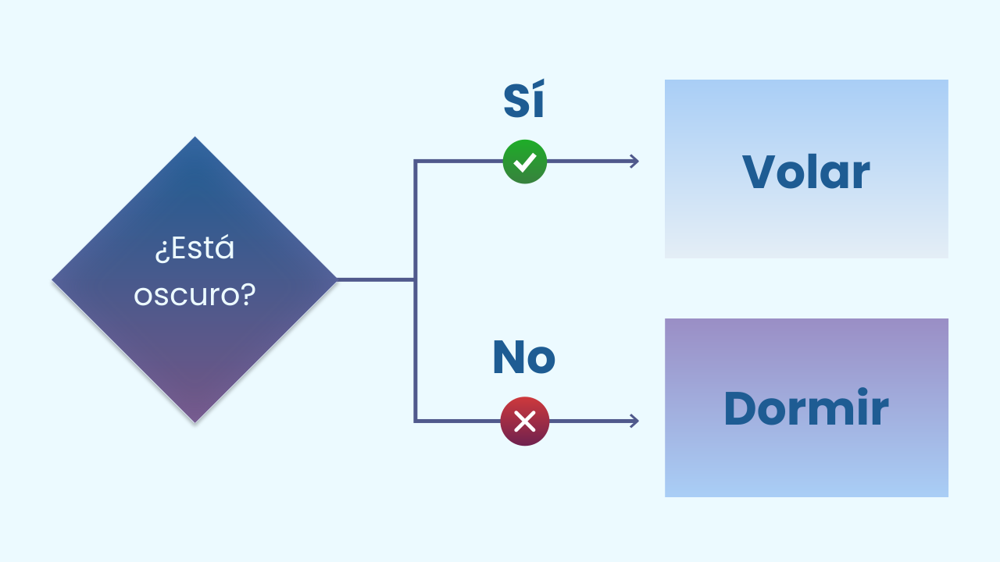 ¿Está
oscuro?
Sí
Volar
No
Dormir